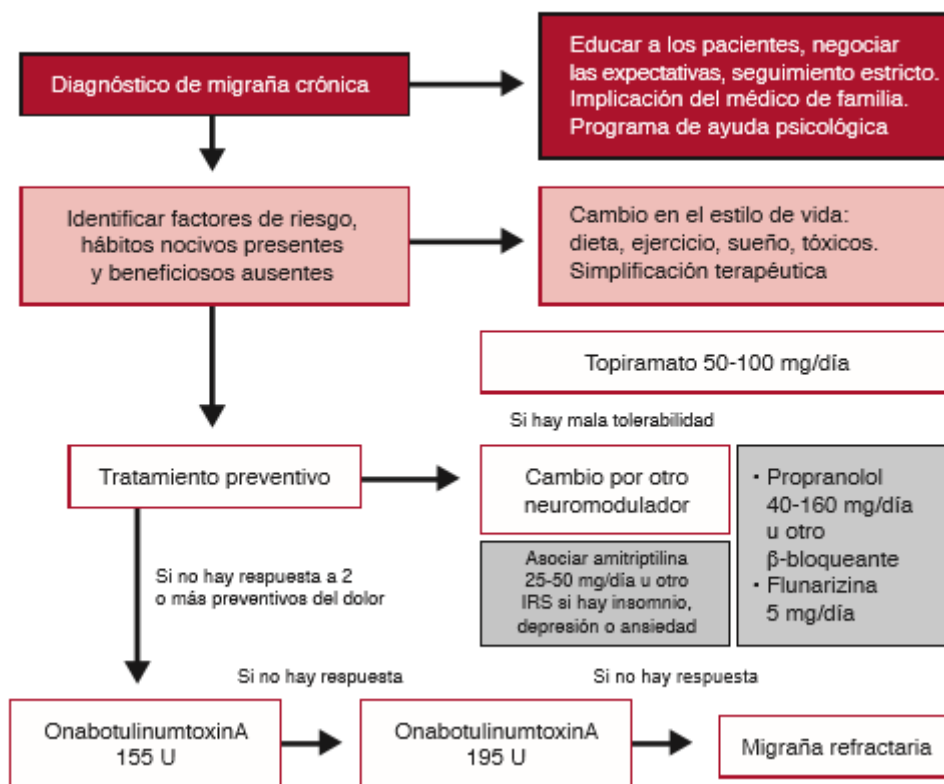 Diagnóstico de migraña crónica
Educar a los pacientes, negociar
las expectativas, seguimiento estricto.
Implicación del médico de familia.
Programa de ayuda psicológica
Identificar factores de riesgo,
hábitos nocivos presentes
y beneficiosos ausentes
Cambio en el estilo de vida:
dieta, ejercicio, sueño, tóxicos.
Simplificación terapéutica
Topiramato 50-100 mg/día
Si hay mala tolerabilidad
Tratamiento preventivo
Cambio por otro
neuromodulador
Asociar amitriptilina
25-50 mg/día u otro
IRS si hay insomnio,
depresión o ansiedad
· Propranolol
40-160 mg/día
u otro
β-bloqueante
· Flunarizina
5 mg/día
Si no hay respuesta a 2
o más preventivos del dolor
Si no hay respuesta
Si no hay respuesta
OnabotulinumtoxinA
155 U
OnabotulinumtoxinA
195 U
Migraña refractaria